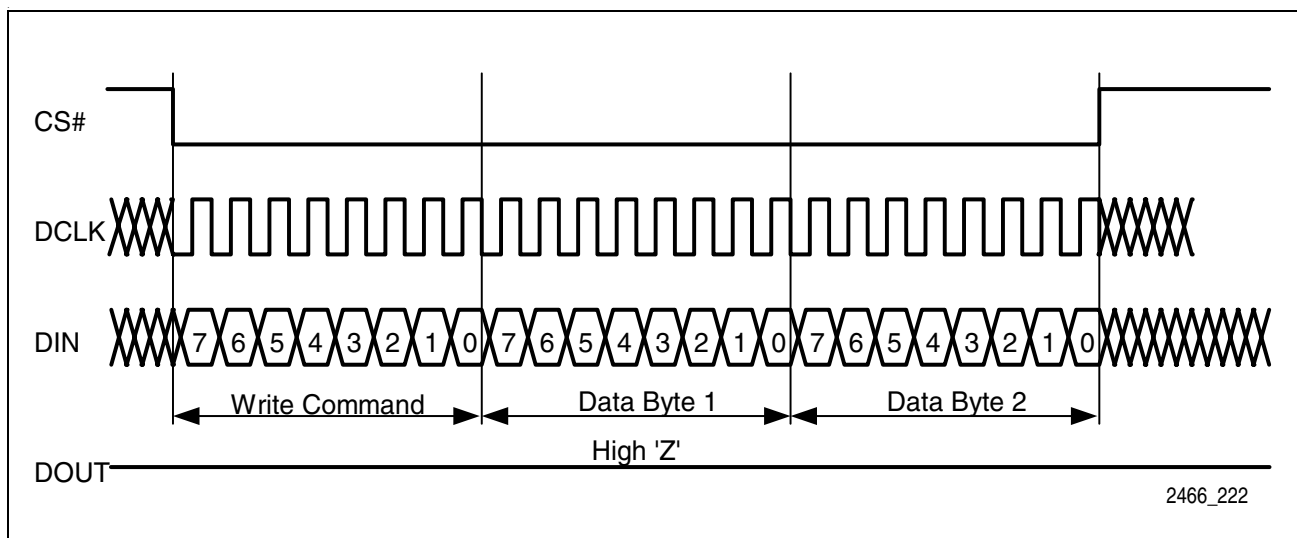 CS#
DCLK
DIN 7 6 5 4 3 2 1 0 7 6 5 4 3 2 1 0 7 6 5 4 3 2 1 0
Write Command Data Byte 1 Data Byte 2
High 'Z'
DOUT
2466_222